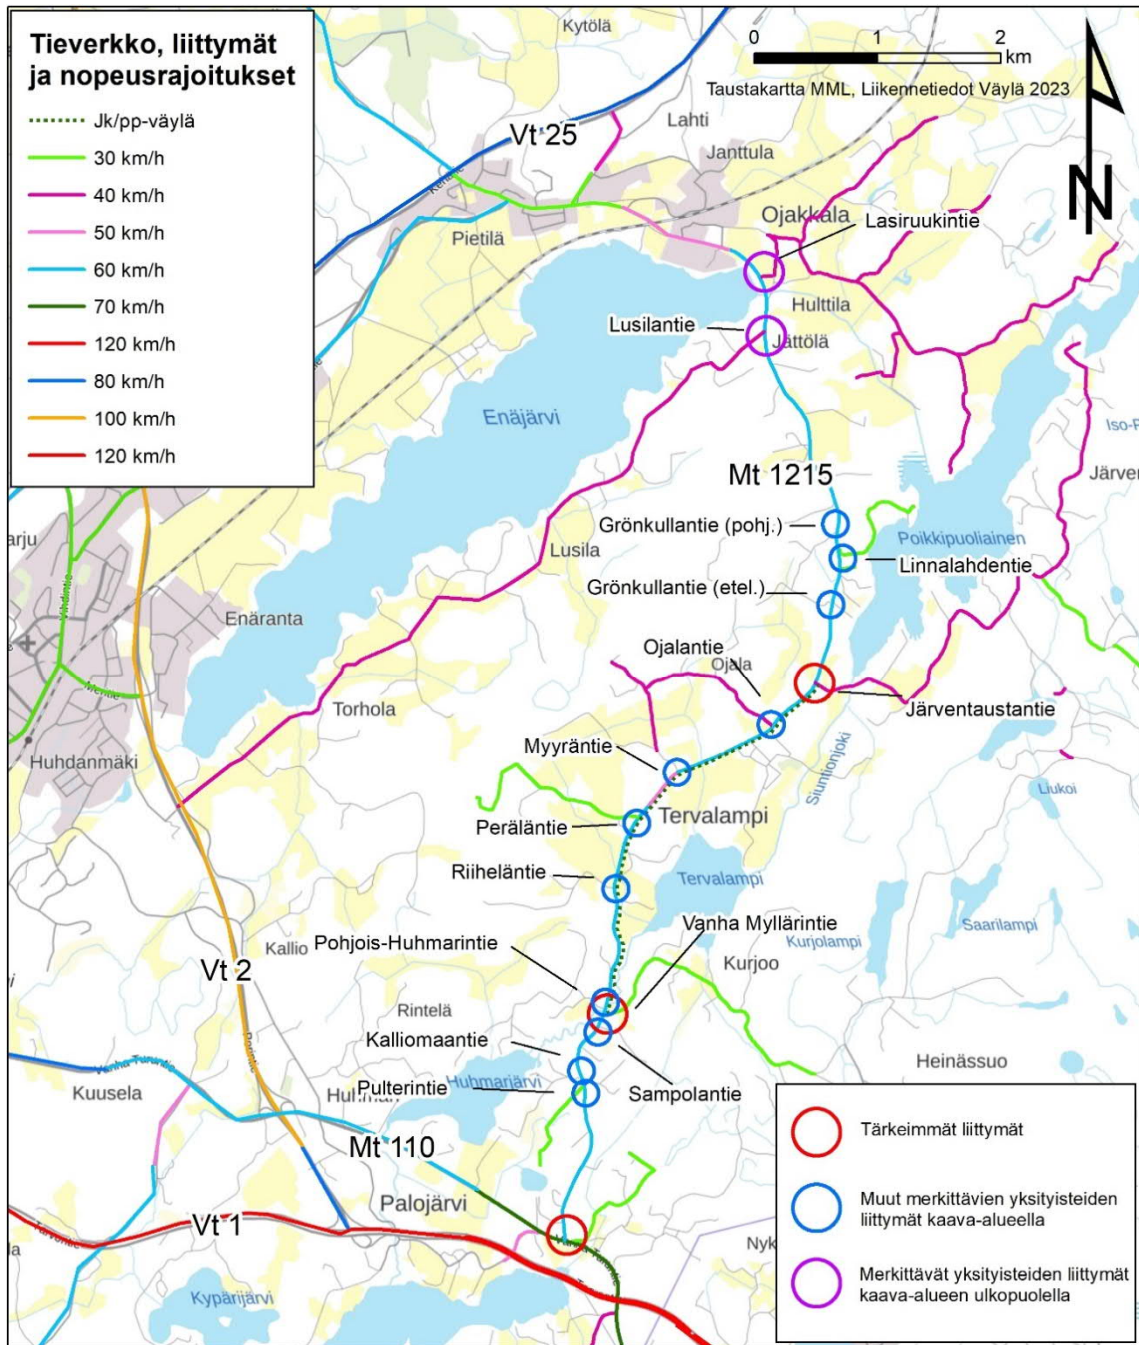 Tieverkko, liittymät
ja nopeusrajoitukset
Jk/pp-väylä
30 km/h
40 km/h
50 km/h
60 km/h
70 km/h
120 km/h
80 km/h
100 km/h
120 km/h
0 1 2
km
Taustakartta MML, Liikennetiedot Väylä 2023
N
Kytölä
Lahti
Vt 25
Janttula
Pietilä
Ojakkala
Lasiruukintie
Hulttila
Lusilantie
Jättölä
Enäjärvi
Mt 1215
Grönkullantie (pohj.)
Poikkipuoliainen
Linnalahdentie
Lusila
Grönkullantie (etel.)
Enäranta
Ojalantie
Ojala
Torhola
Järventaustantie
Myyräntie
Siuntionjoki
Huhdanmäki
Liukoi
Peräläntie
Tervalampi
Riiheläntie
Tervalampi
Vanha Myllärintie
Saarilampi
Pohjois-Huhmarintie
Kurjolampi
Kallio
Kurjoo
Vt 2
Rintelä
Kalliomaantie
Heinässuo
Vanha Turuntie
Porintie
Kuusela
Pulterintie
Huhmarjärvi
Sampolantie
Mt 110
Palojärvi
Vt 1
Kypärijärvi
Tärkeimmät liittymät
Muut merkittävien yksityisteiden
liittymät kaava-alueella
Merkittävät yksityisteiden liittymät
kaava-alueen ulkopuolella